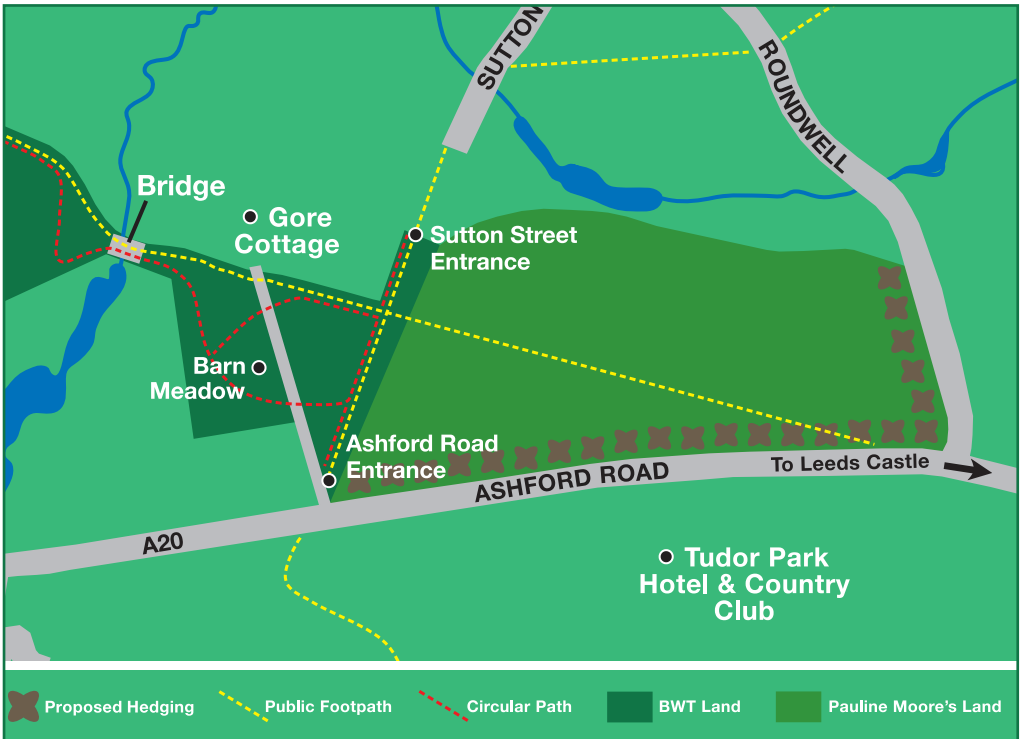 SUTTON
ROUNDWELL
Bridge
Gore
Cottage
Sutton Street
Entrance
Barn
Meadow
Ashford Road
Entrance
To Leeds Castle
ASHFORD ROAD
A20
Tudor Park
Hotel & Country
Club
Proposed Hedging
Public Footpath
Circular Path
BWT Land
Pauline Moore's Land